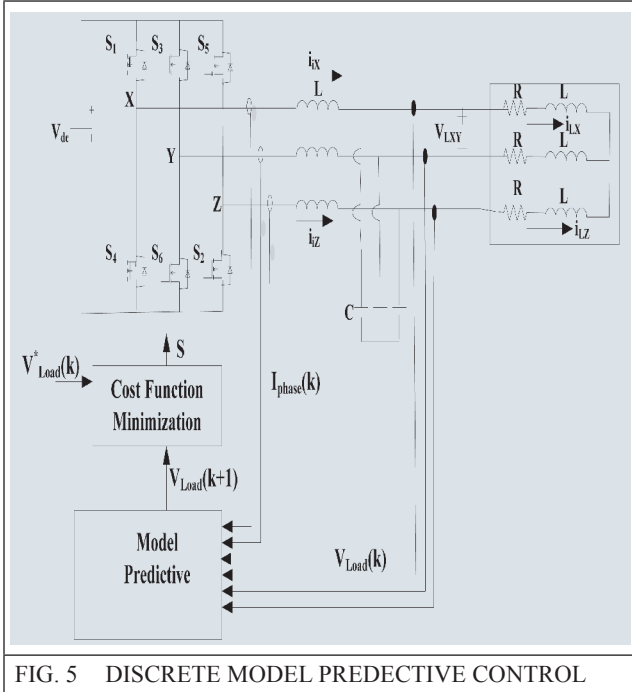 S1 S3 S5
iiX
L
X
R L
Vdc
VLXY
iLX
Y
R L
R L
Z
iiZ
iLZ
S4 S6 S2
C
S
V*Load(k)
Cost Function
Minimization
Iphase(k)
VLoad(k+1)
Model
Predictive
VLoad(k)
FIG. 5 DISCRETE MODEL PREDECTIVE CONTROL